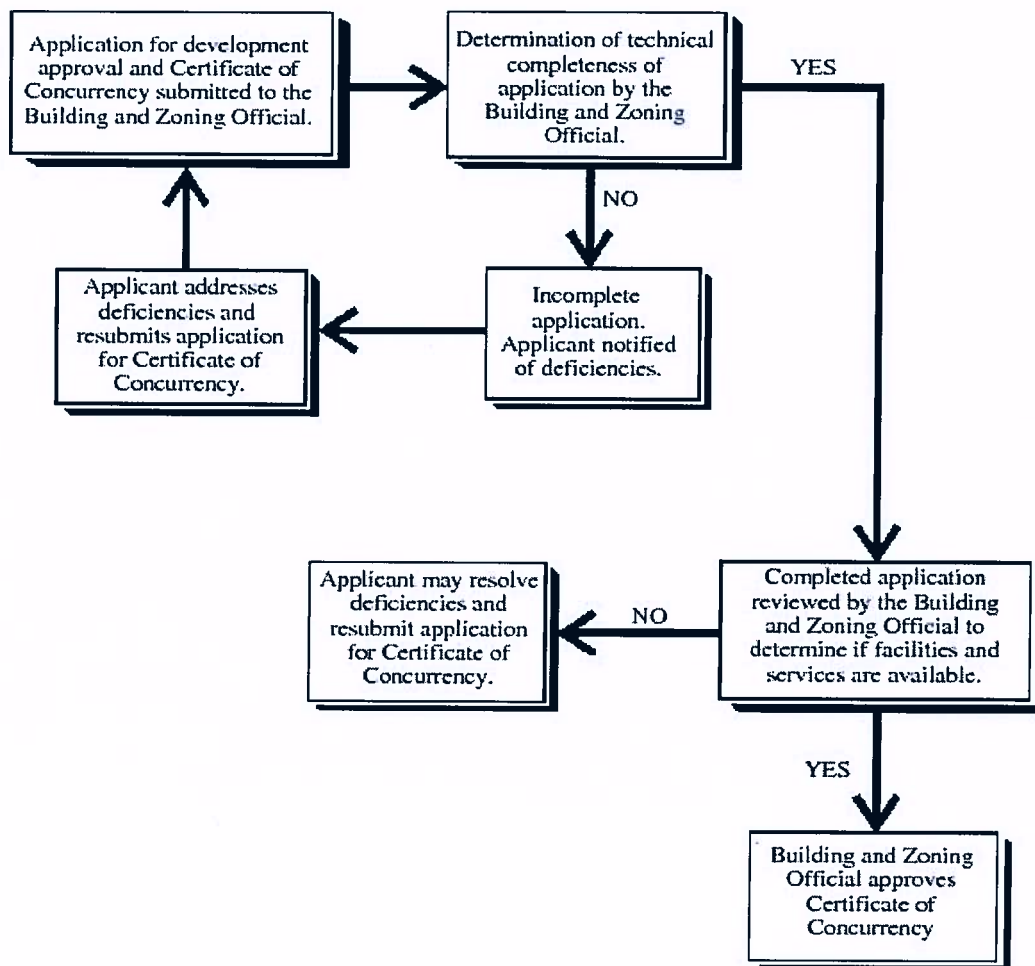 Application for development
approval and Certificate of
Concurrency submitted to the
Building and Zoning Official.
Determination of technical
completeness of
application by the
Building and Zoning
Official.
YES
NO
Incomplete
application.
Applicant notified
of deficiencies.
Applicant addresses
deficiencies and
resubmits application
for Certificate of
Concurrency.
Completed application
reviewed by the Building
and Zoning Official to
determine if facilities and
services are available.
NO
Applicant may resolve
deficiencies and
resubmit application
for Certificate of
Concurrency.
YES
Building and Zoning
Official approves
Certificate of
Concurrency